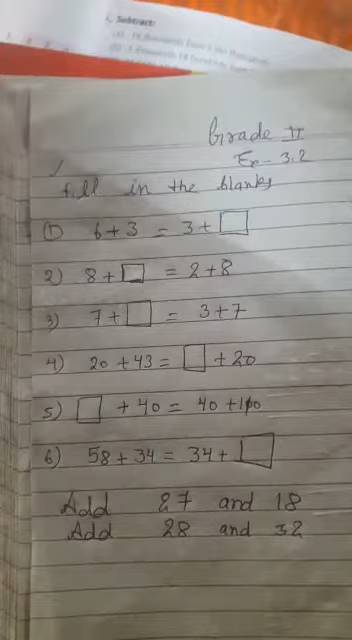 Subtract:
Grade II
Ex - 3.2
fill in the blanks
① 6 + 3 = 3 + □
2) 8 + □ = 2 + 8
3) 7 + □ = 3 + 7
4) 20 + 43 = □ + 20
5) □ + 40 = 40 + 100
6) 58 + 34 = 34 + □
Add 27 and 18
Add 28 and 32